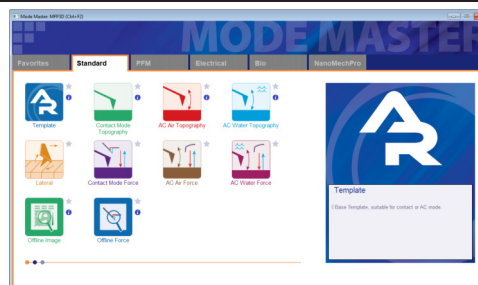 Mode Master MFP3D (Ctrl+F2)
MODE MASTER
Favorites
Standard
PFM
Electrical
Bio
NanoMechPro
Template
Contact Mode
Topography
AC Air Topography
AC Water Topography
Lateral
Contact Mode Force
AC Air Force
AC Water Force
Offline Image
Offline Force
AR
Template
Base Template, suitable for contact or AC mode.